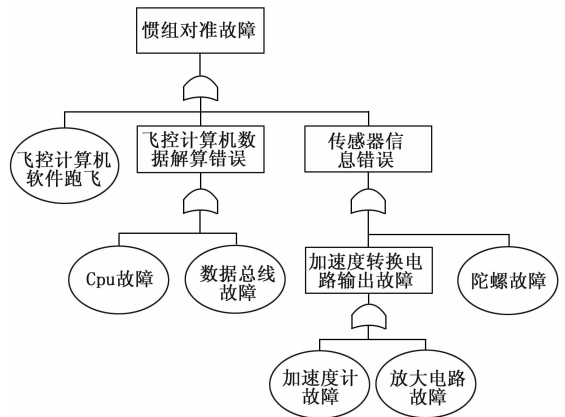 惯组对准故障
飞控计算机
软件跑飞
飞控计算机数
据解算错误
传感器信
息错误
Cpu故障
数据总线
故障
加速度转换电
路输出故障
陀螺故障
加速度计
故障
放大电路
故障